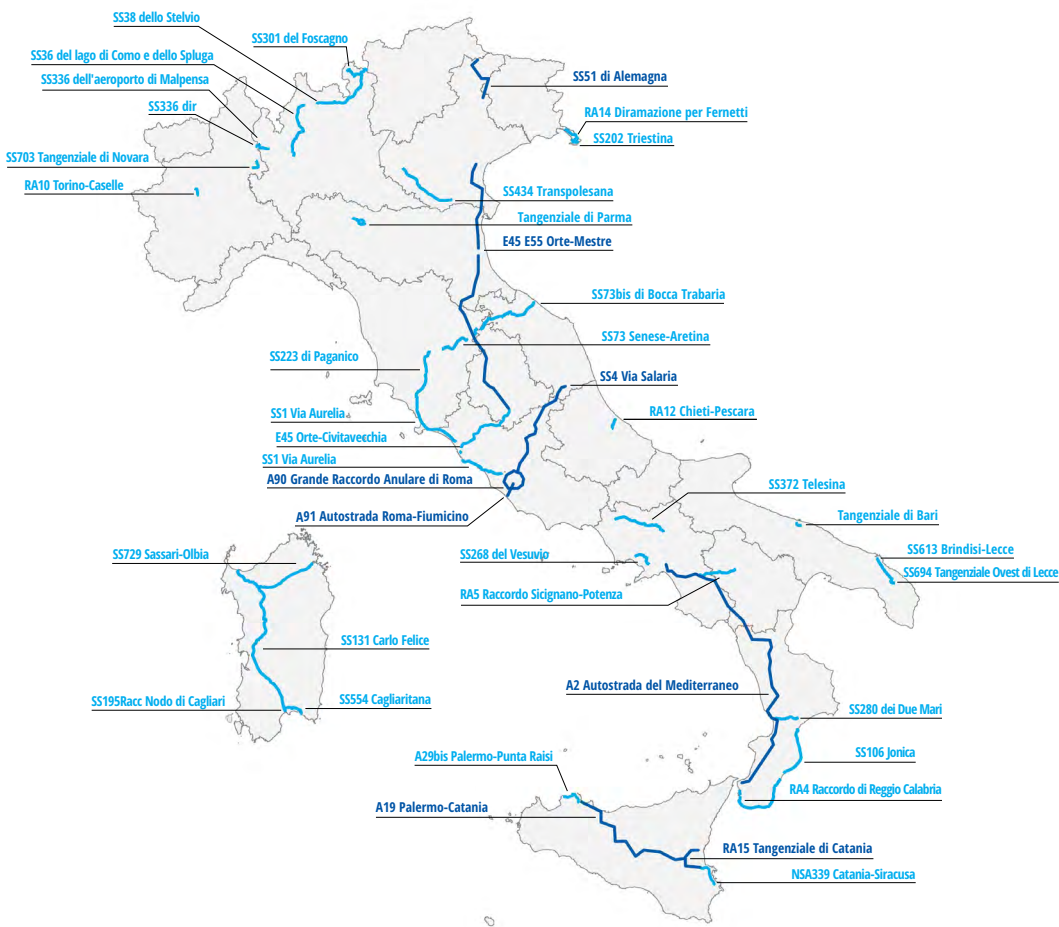 SS38 dello Stelvio
SS301 del Foscagno
SS36 del lago di Como e dello Spluga
SS336 dell'aeroporto di Malpensa
SS51 di Alemagna
SS336 dir
RA14 Diramazione per Fernetti
SS202 Triestina
SS703 Tangenziale di Novara
RA10 Torino-Caselle
SS434 Transpolesana
Tangenziale di Parma
E45 E55 Orte-Mestre
SS73bis di Bocca Trabaria
SS73 Senese-Aretina
SS223 di Paganico
SS4 Via Salaria
SS1 Via Aurelia
RA12 Chieti-Pescara
E45 Orte-Civitavecchia
SS1 Via Aurelia
A90 Grande Raccordo Anulare di Roma
SS372 Telesina
A91 Autostrada Roma-Fiumicino
Tangenziale di Bari
SS729 Sassari-Olbia
SS268 del Vesuvio
SS613 Brindisi-Lecce
SS694 Tangenziale Ovest di Lecce
RA5 Raccordo Sicignano-Potenza
SS131 Carlo Felice
A2 Autostrada del Mediterraneo
SS195Racc Nodo di Cagliari
SS554 Cagliaritana
SS280 dei Due Mari
SS106 Jonica
A29bis Palermo-Punta Raisi
RA4 Raccordo di Reggio Calabria
A19 Palermo-Catania
RA15 Tangenziale di Catania
NSA339 Catania-Siracusa